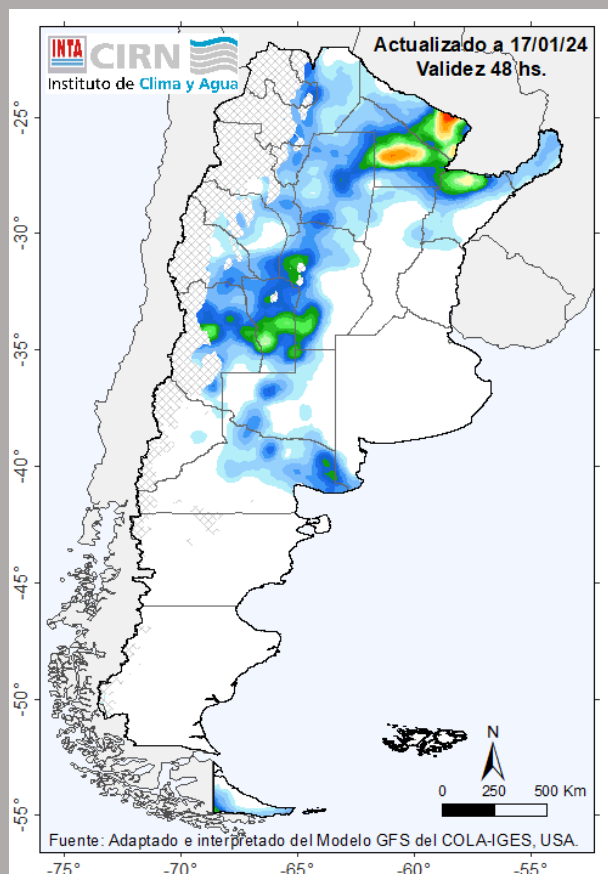 INTA CIRN
Instituto de Clima y Agua
Actualizado a 17/01/24
Validez 48 hs.
-25°
-30°
-35°
-40°
-45°
-50°
-55°
N
0 250 500 Km
Fuente: Adaptado e interpretado del Modelo GFS del COLA-IGES, USA.
-75° -70° -65° -60° -55°